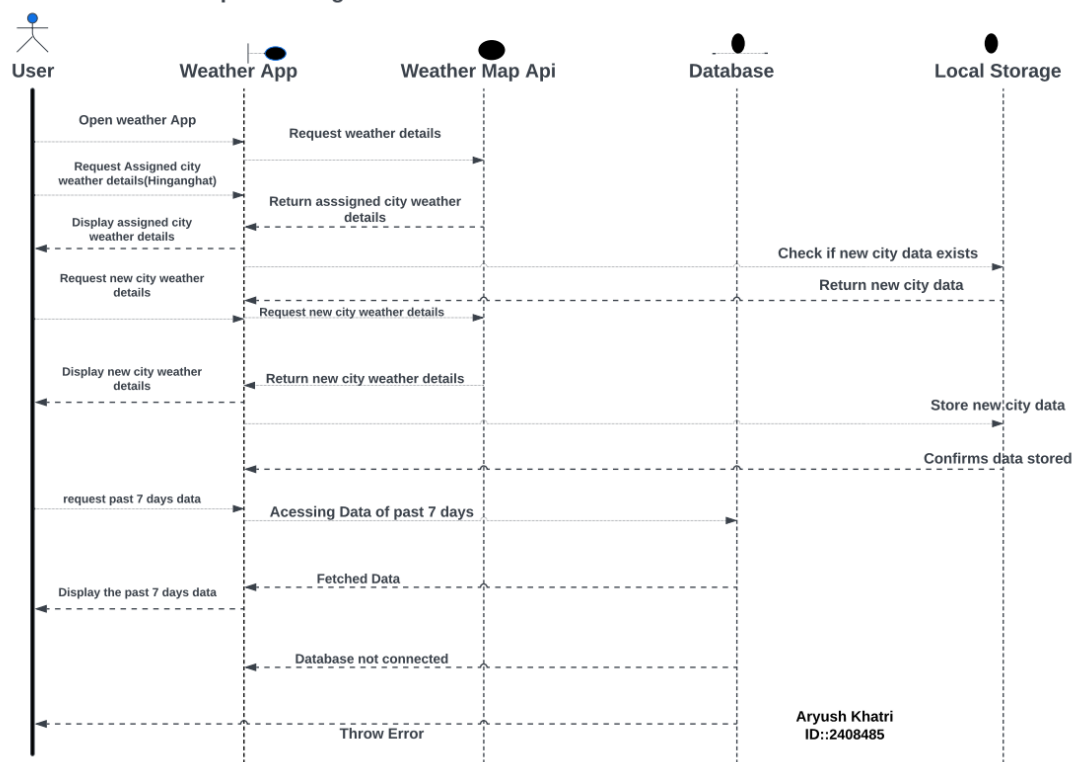 User
Weather App
Weather Map Api
Database
Local Storage
Open weather App
Request weather details
Request Assigned city
weather details(Hinganghat)
Return asssigned city weather
details
Display assigned city
weather details
Check if new city data exists
Request new city weather
details
Return new city data
Request new city weather details
Display new city weather
details
Return new city weather details
Store new city data
Confirms data stored
request past 7 days data
Acessing Data of past 7 days
Fetched Data
Display the past 7 days data
Database not connected
Throw Error
Aryush Khatri
ID::2408485